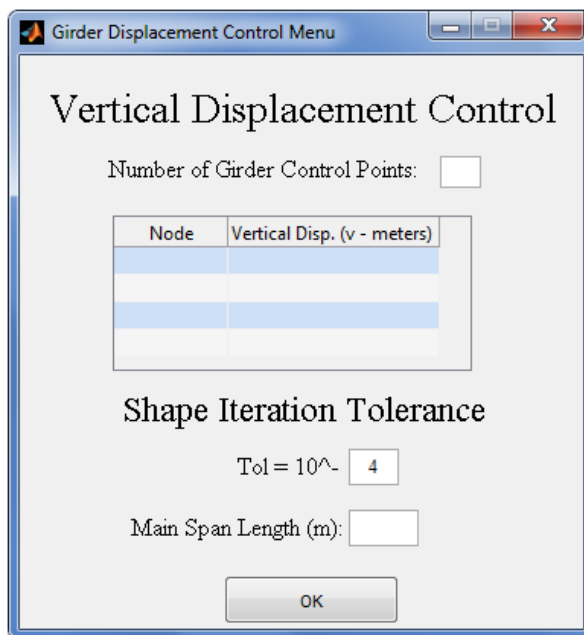 Girder Displacement Control Menu
Vertical Displacement Control
Number of Girder Control Points:
Node Vertical Disp. (v - meters)
Shape Iteration Tolerance
Tol = 10^- 4
Main Span Length (m):
OK